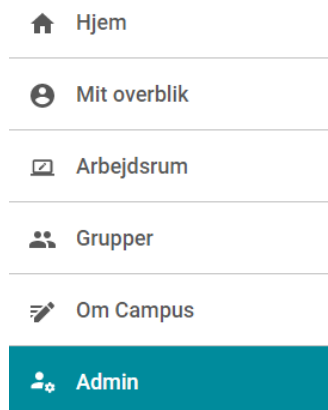 Hjem
Mit overblik
Arbejdsrum
Grupper
Om Campus
Admin